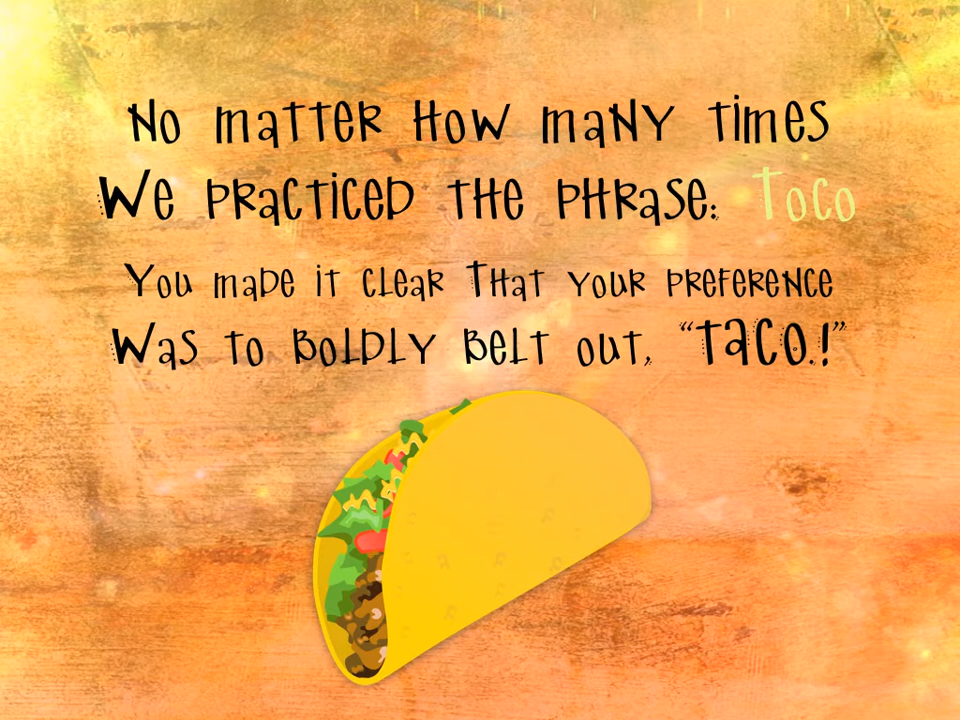 No matter how many times
We practiced the phrase: Toco
You made it clear That your preference
Was to boldly belt out, “Taco.!”